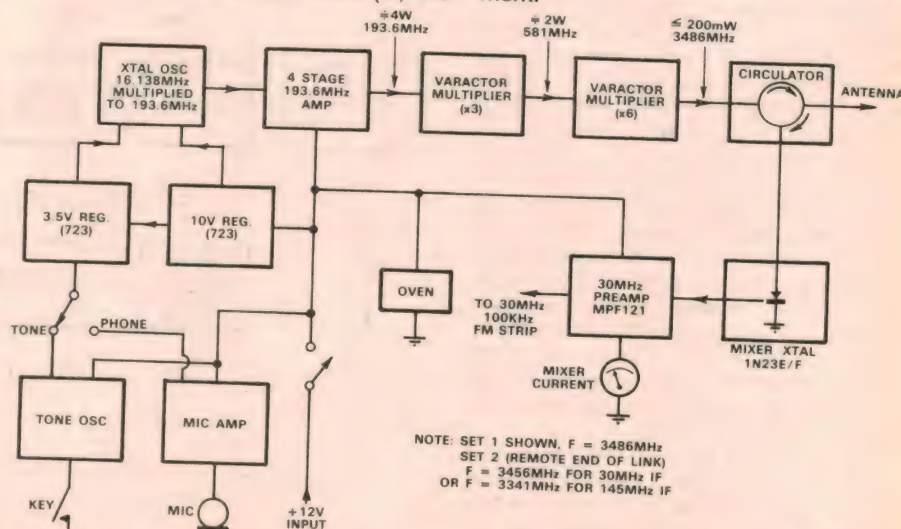 ≑4W
193.6MHz
≑ 2W
581MHz
≤ 200mW
3486MHz
XTAL OSC
16.138MHz
MULTIPLIED
TO 193.6MHz
4 STAGE
193.6MHz
AMP
VARACTOR
MULTIPLIER
(x3)
VARACTOR
MULTIPLIER
(x6)
CIRCULATOR
ANTENNA
3.5V REG.
(723)
10V REG.
(723)
OVEN
30MHz
PREAMP
MPF121
TO 30MHz
100KHz
FM STRIP
MIXER XTAL
1N23E/F
TONE
PHONE
MIXER
CURRENT
TONE OSC
MIC AMP
NOTE: SET 1 SHOWN, F = 3486MHz
SET 2 (REMOTE END OF LINK)
F = 3456MHz FOR 30MHz IF
OR F = 3341MHz FOR 145MHz IF
KEY
MIC
+12V
INPUT